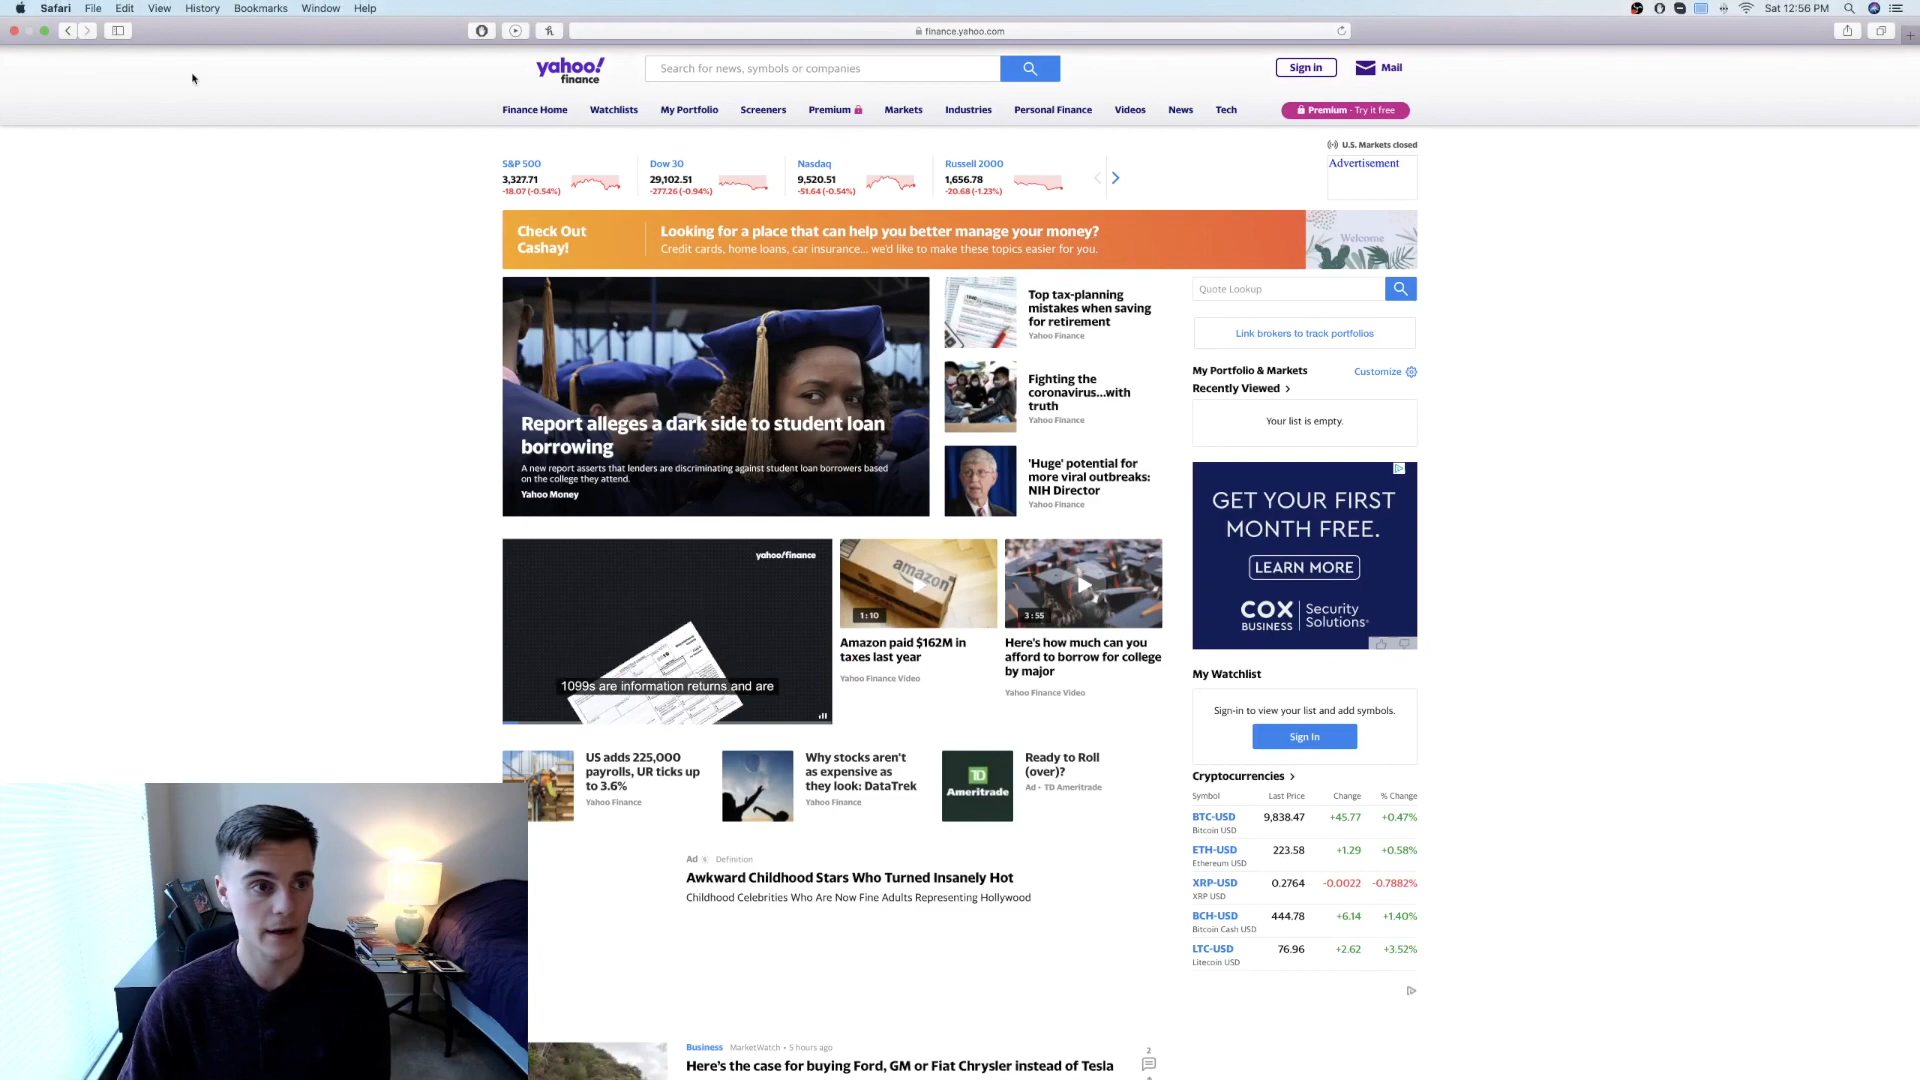 Safari File Edit View History Bookmarks Window Help
Sat 12:56 PM
finance.yahoo.com
yahoo!
finance
Search for news, symbols or companies
Sign in
Mail
Finance Home Watchlists My Portfolio Screeners Premium Markets Industries Personal Finance Videos News Tech
Premium - Try it free
U.S. Markets closed
S&P 500
3,327.71
-18.07 (-0.54%)
Dow 30
29,102.51
-277.26 (-0.94%)
Nasdaq
9,520.51
-51.64 (-0.54%)
Russell 2000
1,656.78
-20.68 (-1.23%)
Advertisement
Check Out
Cashay!
Looking for a place that can help you better manage your money?
Credit cards, home loans, car insurance... we'd like to make these topics easier for you.
Welcome
Report alleges a dark side to student loan
borrowing
A new report asserts that lenders are discriminating against student loan borrowers based
on the college they attend.
Yahoo Money
Top tax-planning
mistakes when saving
for retirement
Yahoo Finance
Fighting the
coronavirus...with
truth
Yahoo Finance
'Huge' potential for
more viral outbreaks:
NIH Director
Yahoo Finance
Quote Lookup
Link brokers to track portfolios
My Portfolio & Markets
Customize
Recently Viewed
Your list is empty.
GET YOUR FIRST
MONTH FREE.
LEARN MORE
COX
BUSINESS
Security
Solutions
yahoo/finance
1099s are information returns and are
amazon
1:10
Amazon paid $162M in
taxes last year
Yahoo Finance Video
3:55
Here's how much can you
afford to borrow for college
by major
Yahoo Finance Video
My Watchlist
Sign-in to view your list and add symbols.
Sign In
US adds 225,000
payrolls, UR ticks up
to 3.6%
Yahoo Finance
Why stocks aren't
as expensive as
they look: DataTrek
Yahoo Finance
TD
Ameritrade
Ready to Roll
(over)?
Ad • TD Ameritrade
Cryptocurrencies
Symbol Last Price Change % Change
BTC-USD 9,838.47 +45.77 +0.47%
Bitcoin USD
ETH-USD 223.58 +1.29 +0.58%
Ethereum USD
XRP-USD 0.2764 -0.0022 -0.7882%
XRP USD
BCH-USD 444.78 +6.14 +1.40%
Bitcoin Cash USD
LTC-USD 76.96 +2.62 +3.52%
Litecoin USD
Ad Definition
Awkward Childhood Stars Who Turned Insanely Hot
Childhood Celebrities Who Are Now Fine Adults Representing Hollywood
Business MarketWatch • 5 hours ago
Here's the case for buying Ford, GM or Fiat Chrysler instead of Tesla
2